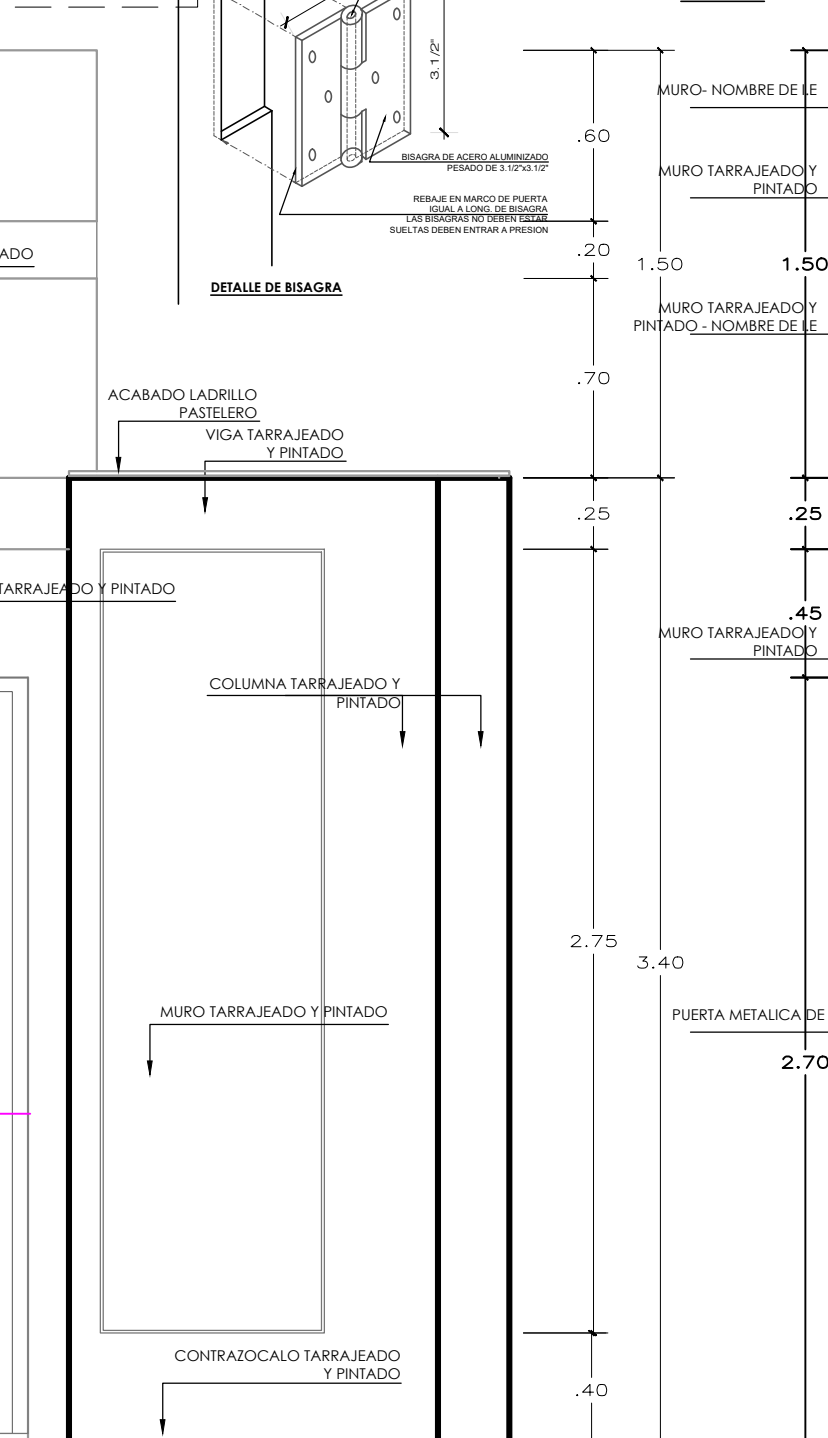 3.1/2"
BISAGRA DE ACERO ALUMINIZADO
PESADO DE 3.1/2"x3.1/2"
REBAJE EN MARCO DE PUERTA
IGUAL A LONG. DE BISAGRA
LAS BISAGRAS NO DEBEN ESTAR
SUELTAS DEBEN ENTRAR A PRESION
DETALLE DE BISAGRA
ADO
.60
.20
1.50
.70
MURO- NOMBRE DE I.E
MURO TARRAJEADO Y
PINTADO
1.50
MURO TARRAJEADO Y
PINTADO - NOMBRE DE I.E
ACABADO LADRILLO
PASTELERO
VIGA TARRAJEADO
Y PINTADO
.25
.25
TARRAJEADO Y PINTADO
.45
MURO TARRAJEADO Y
PINTADO
COLUMNA TARRAJEADO Y
PINTADO
2.75
3.40
MURO TARRAJEADO Y PINTADO
PUERTA METALICA DE
2.70
CONTRAZOCALO TARRAJEADO
Y PINTADO
.40